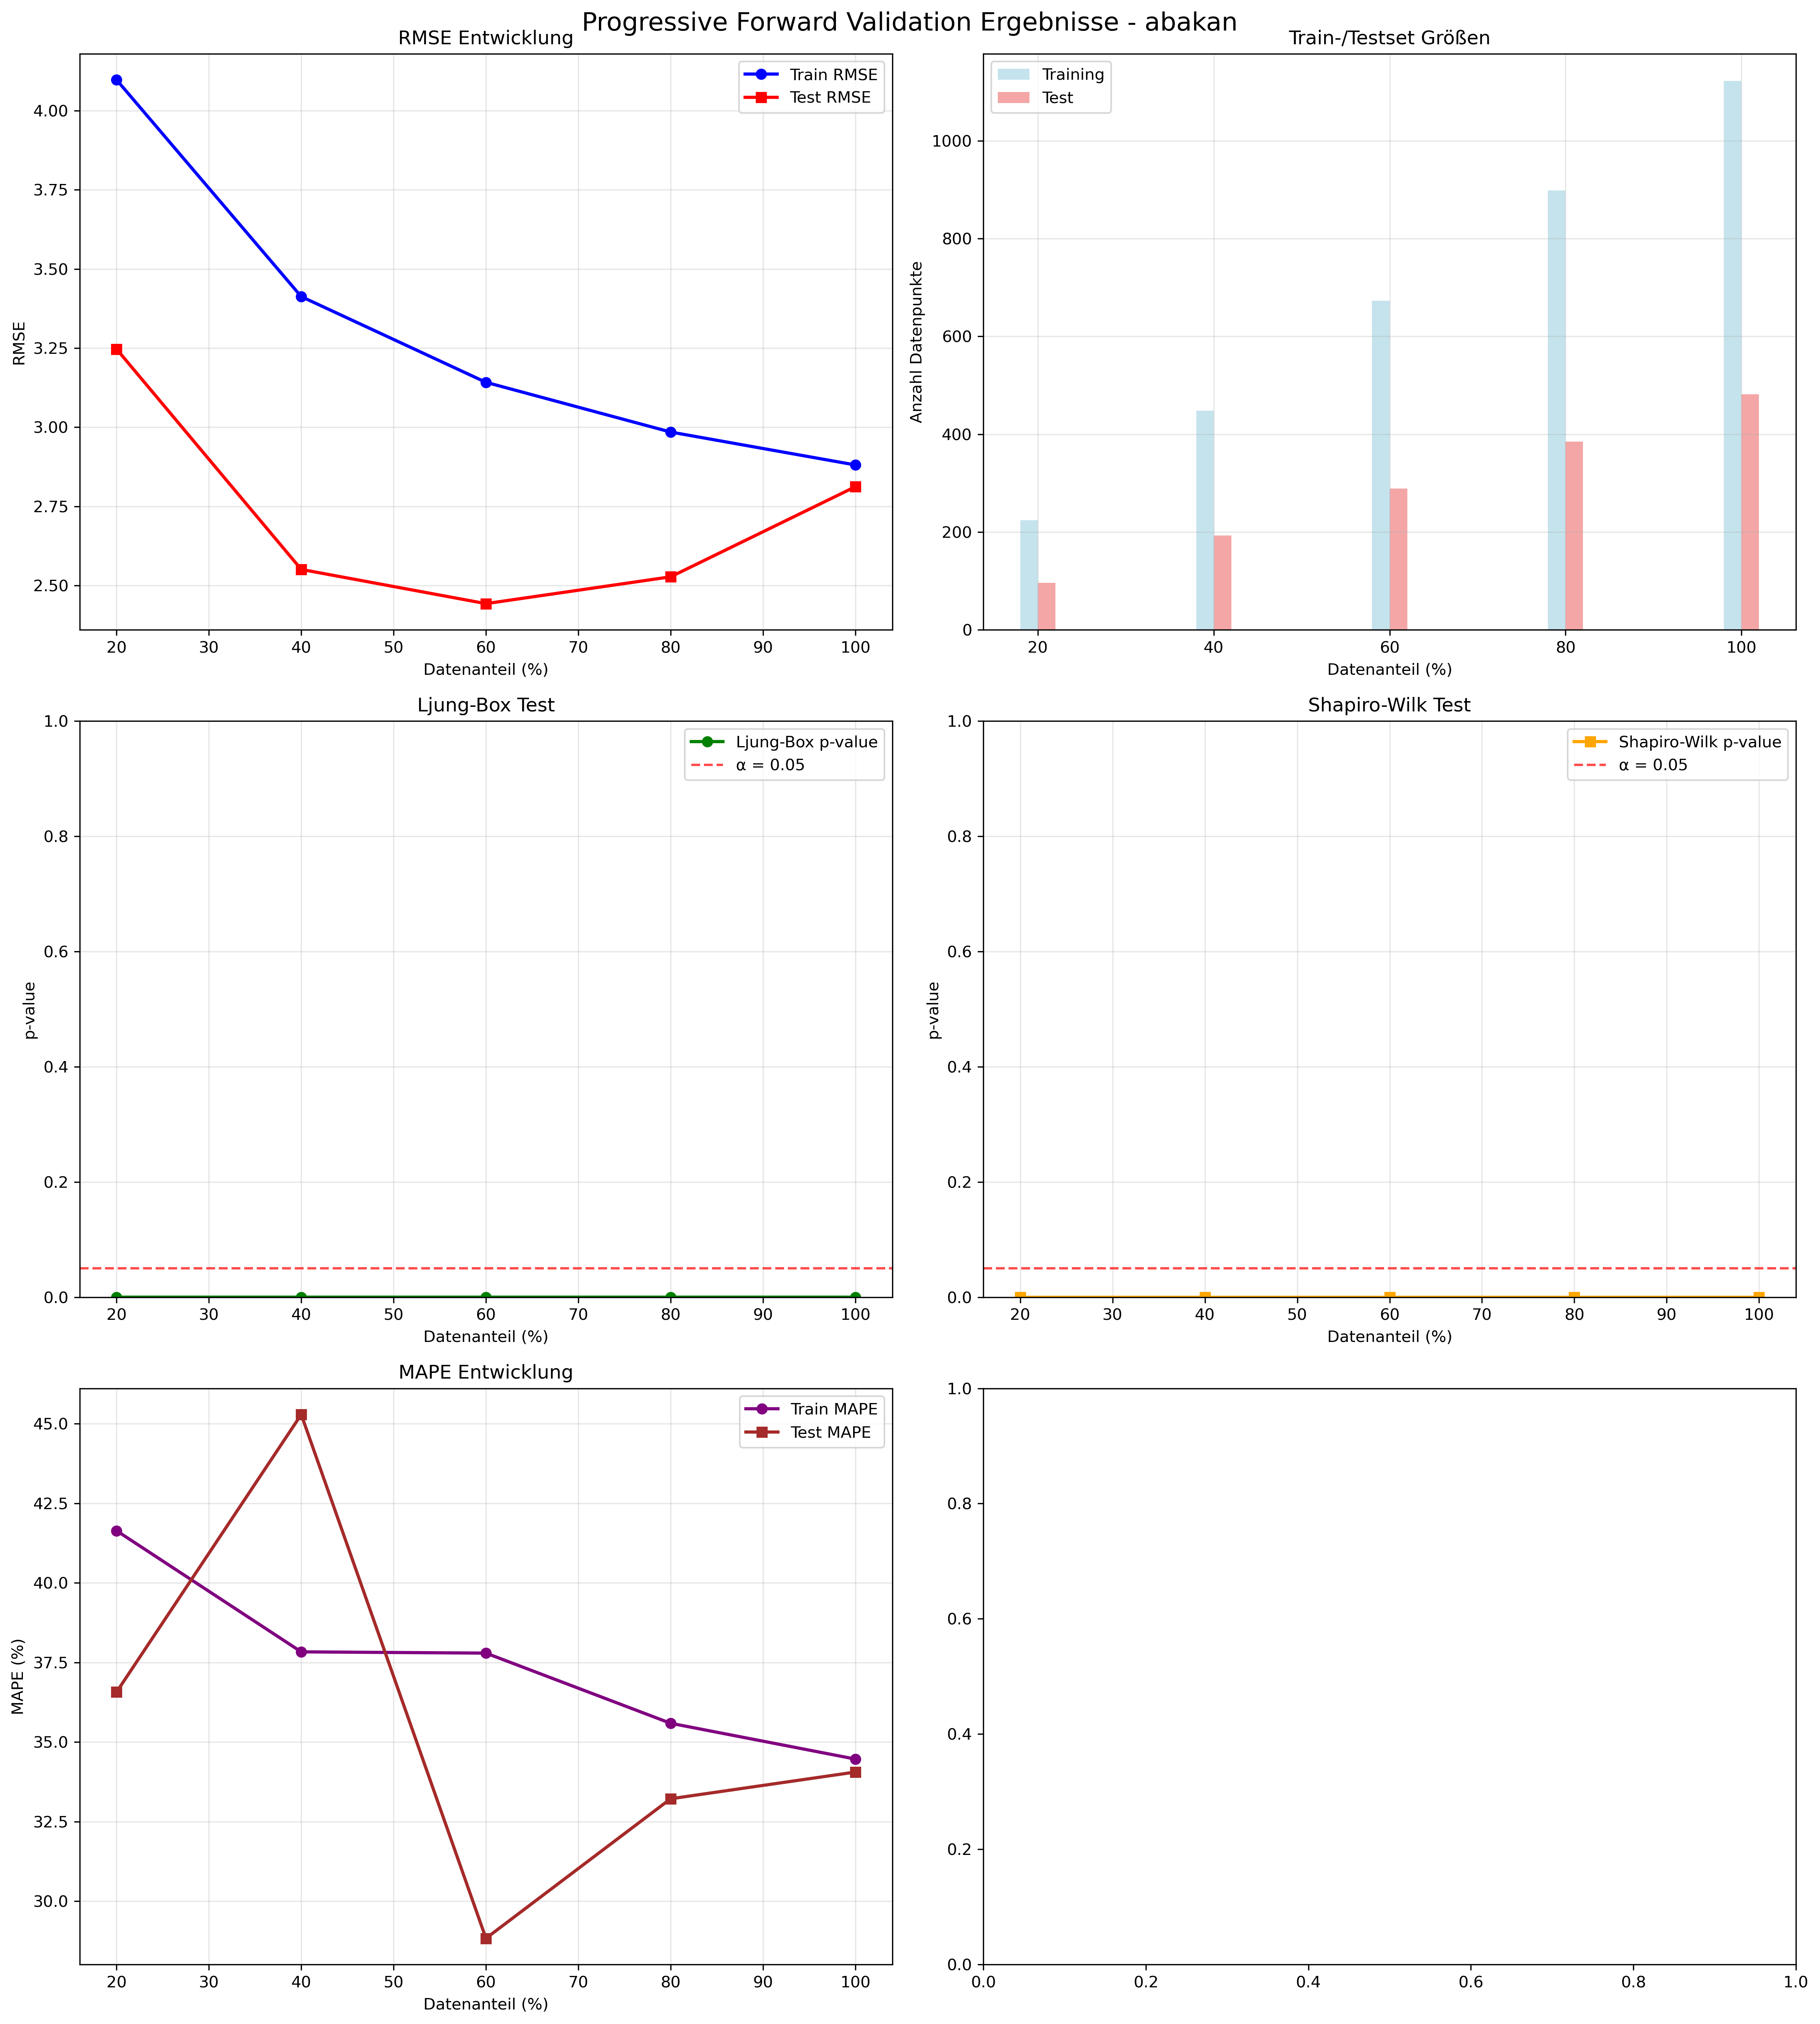 Progressive Forward Validation Ergebnisse - abakan
RMSE Entwicklung
Train RMSE
Test RMSE
4.00
3.75
3.50
3.25
3.00
2.75
2.50
RMSE
20 30 40 50 60 70 80 90 100
Datenanteil (%)
Train-/Testset Größen
Training
Test
1000
800
600
400
200
0
Anzahl Datenpunkte
20 40 60 80 100
Datenanteil (%)
Ljung-Box Test
Ljung-Box p-value
α = 0.05
1.0
0.8
0.6
0.4
0.2
0.0
p-value
20 30 40 50 60 70 80 90 100
Datenanteil (%)
Shapiro-Wilk Test
Shapiro-Wilk p-value
α = 0.05
1.0
0.8
0.6
0.4
0.2
0.0
p-value
20 30 40 50 60 70 80 90 100
Datenanteil (%)
MAPE Entwicklung
Train MAPE
Test MAPE
45.0
42.5
40.0
37.5
35.0
32.5
30.0
MAPE (%)
20 30 40 50 60 70 80 90 100
Datenanteil (%)
1.0
0.8
0.6
0.4
0.2
0.0
0.0 0.2 0.4 0.6 0.8 1.0